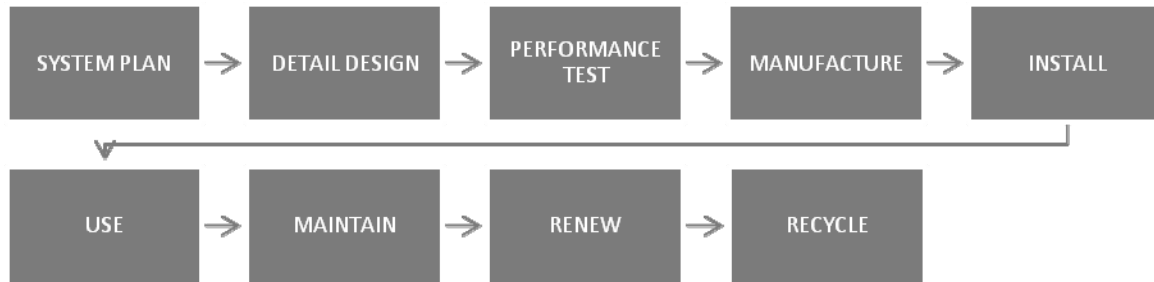 SYSTEM PLAN
DETAIL DESIGN
PERFORMANCE
TEST
MANUFACTURE
INSTALL
USE
MAINTAIN
RENEW
RECYCLE